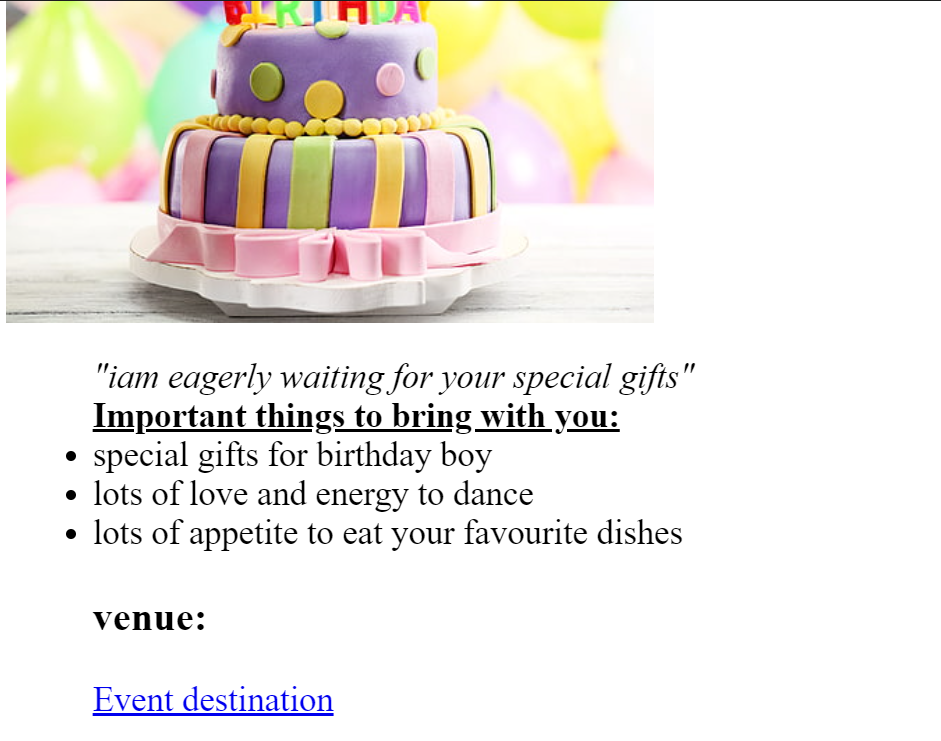 BIRTHDAY
"iam eagerly waiting for your special gifts"
Important things to bring with you:
special gifts for birthday boy
lots of love and energy to dance
lots of appetite to eat your favourite dishes
venue:
Event destination